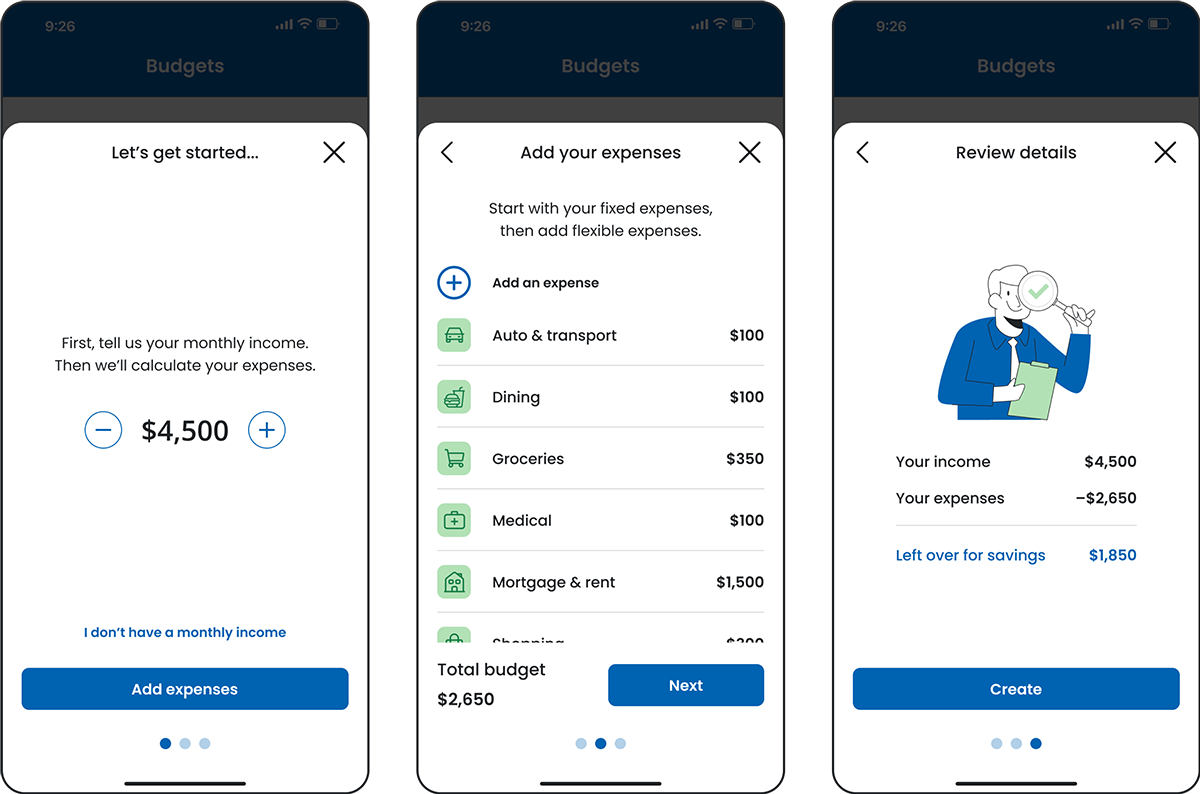 9:26
Budgets
Let's get started...
First, tell us your monthly income.
Then we'll calculate your expenses.
$4,500
I don't have a monthly income
Add expenses
9:26
Budgets
Add your expenses
Start with your fixed expenses,
then add flexible expenses.
Add an expense
Auto & transport $100
Dining $100
Groceries $350
Medical $100
Mortgage & rent $1,500
Shopping
Total budget
$2,650
Next
9:26
Budgets
Review details
Your income $4,500
Your expenses –$2,650
Left over for savings $1,850
Create